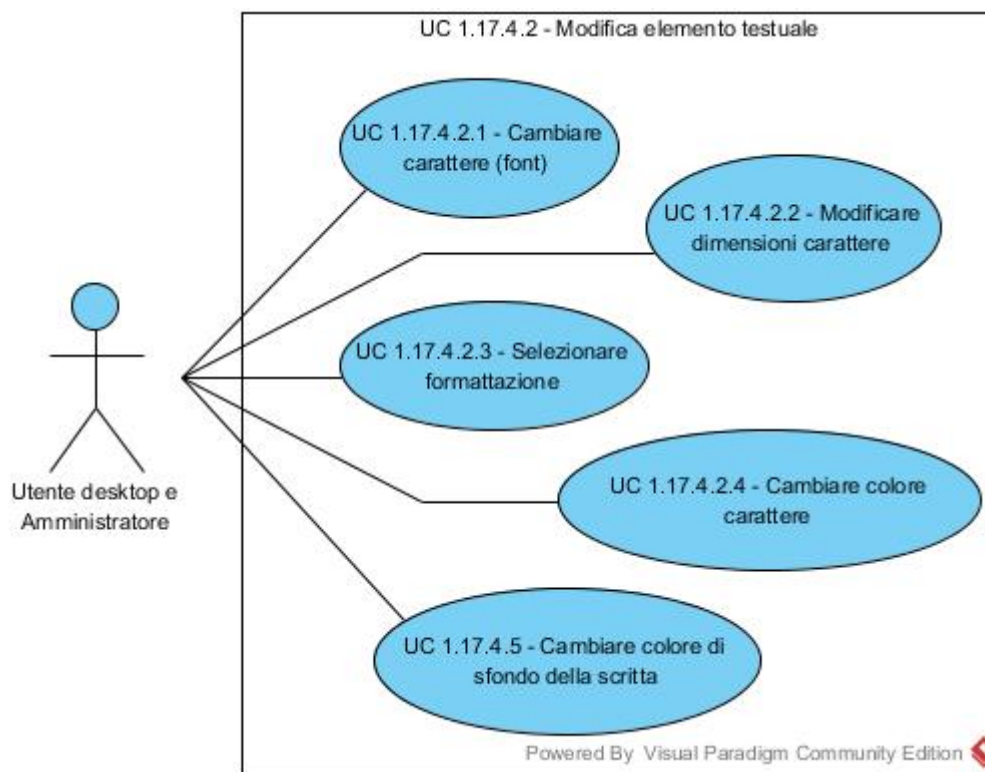 UC 1.17.4.2 - Modifica elemento testuale
UC 1.17.4.2.1 - Cambiare
carattere (font)
UC 1.17.4.2.2 - Modificare
dimensioni carattere
UC 1.17.4.2.3 - Selezionare
formattazione
Utente desktop e
Amministratore
UC 1.17.4.2.4 - Cambiare colore
carattere
UC 1.17.4.5 - Cambiare colore di
sfondo della scritta
Powered By Visual Paradigm Community Edition